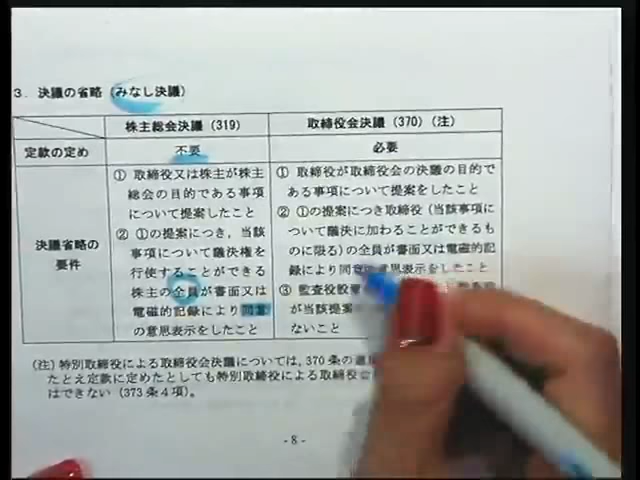 3. 決議の省略 (みなし決議)
株主総会決議 (319)
取締役会決議 (370) (注)
定款の定め
不要
必要
決議省略の
要件
① 取締役又は株主が株主
総会の目的である事項
について提案したこと
② ①の提案につき,当該
事項について議決権を
行使することができる
株主の全員が書面又は
電磁的記録により同意
の意思表示をしたこと
① 取締役が取締役会の決議の目的で
ある事項について提案をしたこと
② ①の提案につき取締役 (当該事項に
ついて議決に加わることができるも
のに限る) の全員が書面又は電磁的記
録により同意の意思表示をしたこと
③ 監査役設置
が当該提案
ないこと
(注) 特別取締役による取締役会決議については, 370 条の
たとえ定款に定めたとしても特別取締役による取締役会
はできない (373 条4項)。
- 8 -